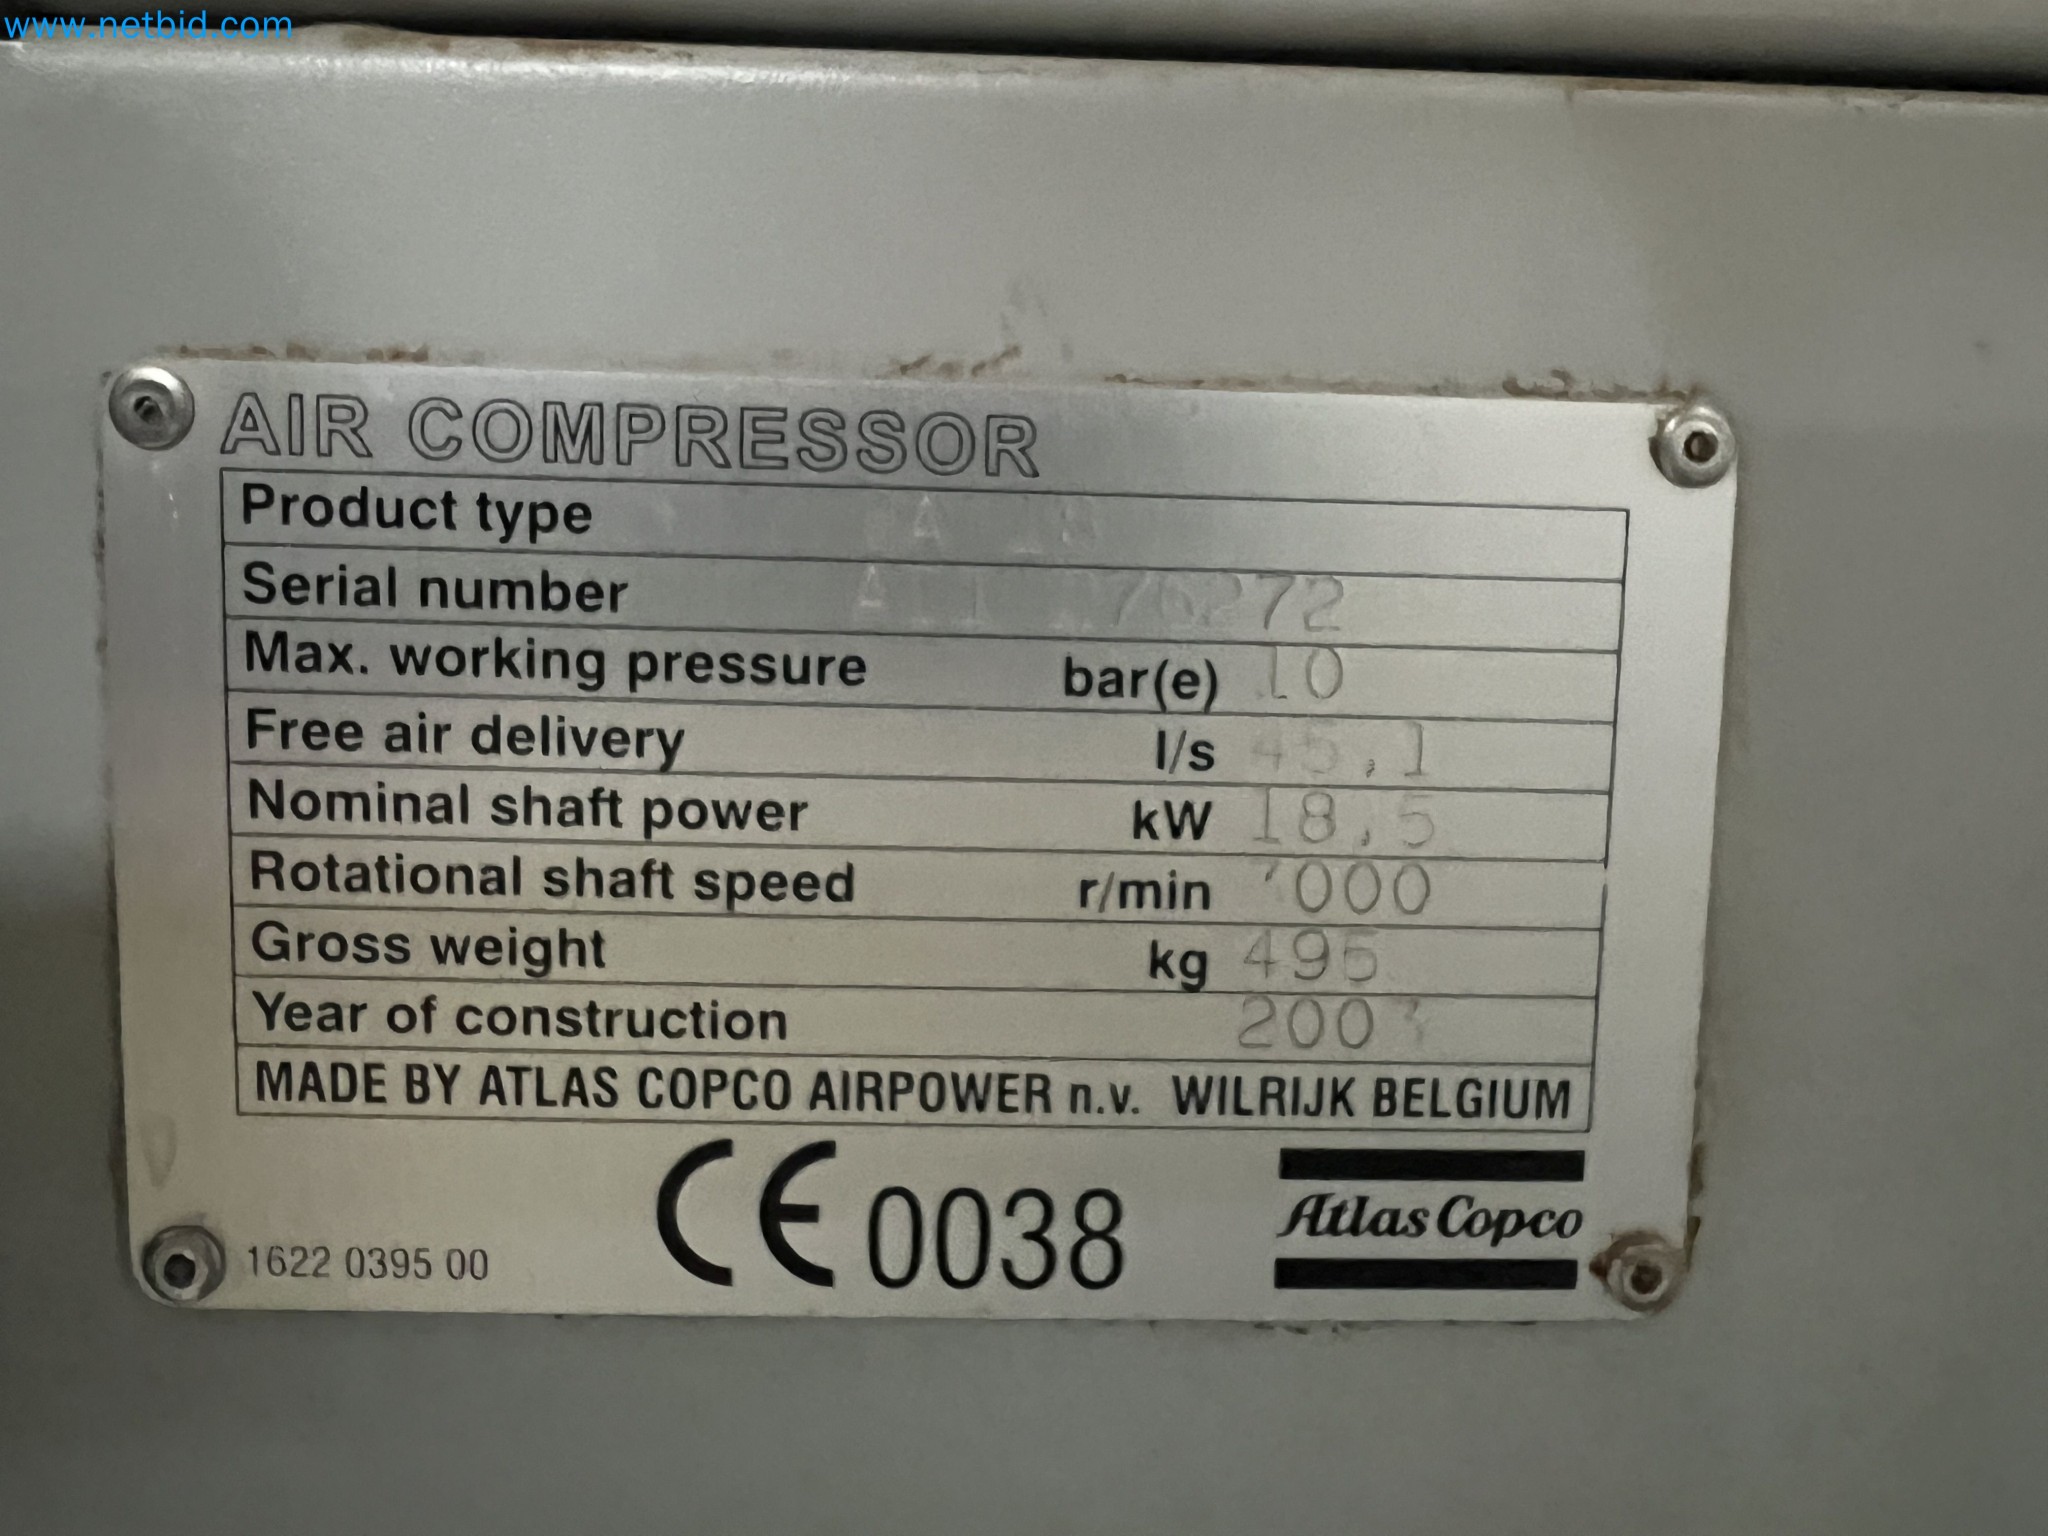 www.netbid.com
AIR COMPRESSOR
Product type
Serial number
Max. working pressure bar(e) 10
Free air delivery l/s 45,1
Nominal shaft power kW 18,5
Rotational shaft speed r/min
Gross weight kg 495
Year of construction
MADE BY ATLAS COPCO AIRPOWER n.v. WILRIJK BELGIUM
CE 0038
Atlas Copco
1622 0395 00